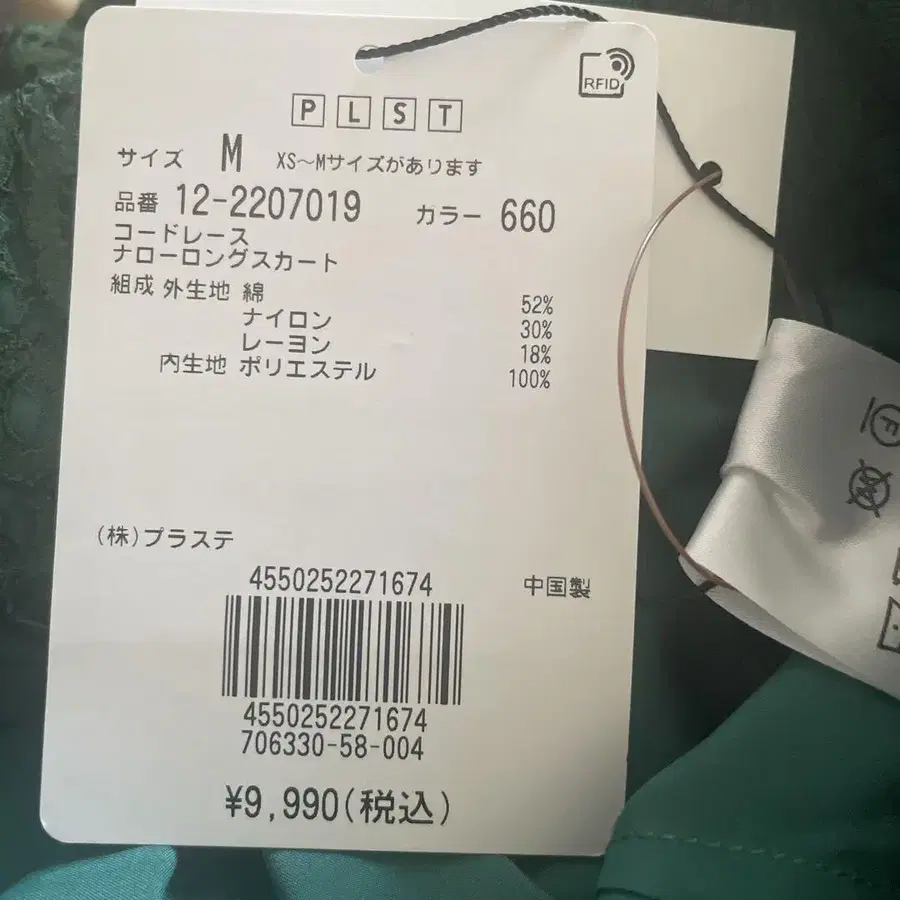 RFID
PLST
サイズ M XS～Mサイズがあります
品番 12-2207019 カラー 660
コードレース
ナローロングスカート
組成 外生地 綿 52%
ナイロン 30%
レーヨン 18%
内生地 ポリエステル 100%
(株)プラステ
4550252271674 中国製
4550252271674
706330-58-004
¥9,990(税込)
F